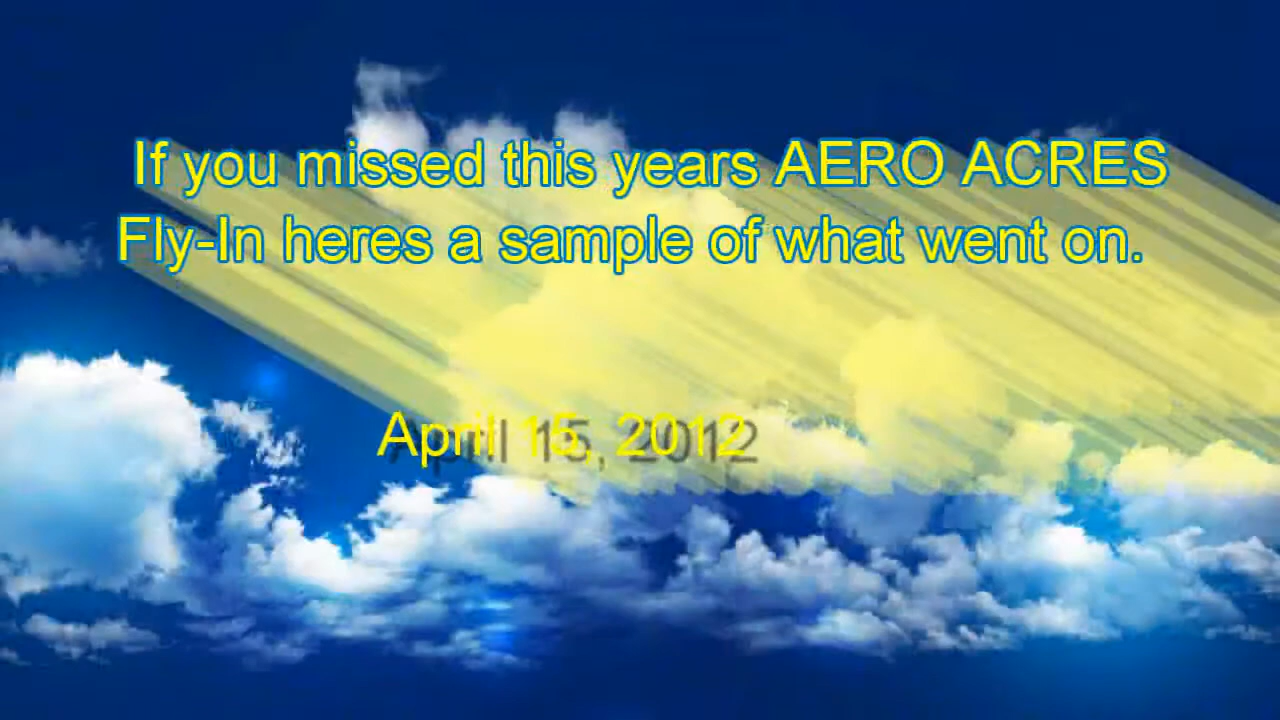 If you missed this years AERO ACRES
Fly-In heres a sample of what went on.
April 15, 2012